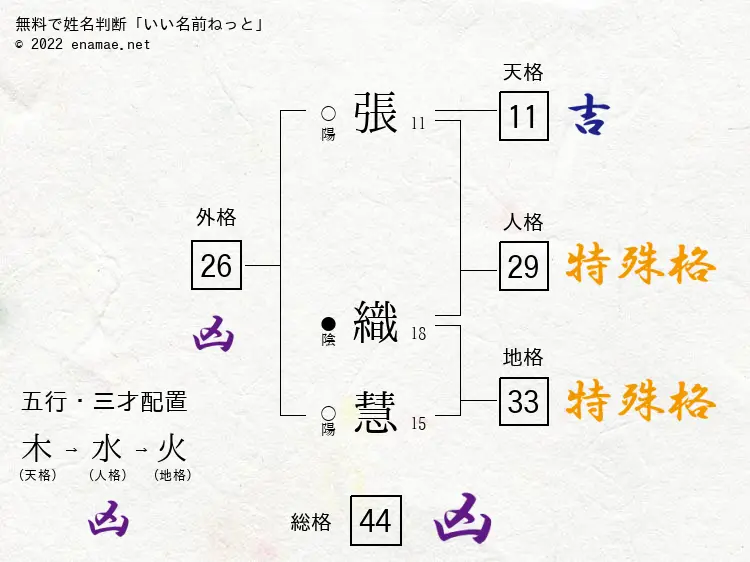 無料で姓名判断「いい名前ねっと」
© 2022 enamae.net
天格
11
吉
○
陽
張
11
外格
26
凶
人格
29
特殊格
●
陰
織
18
地格
33
特殊格
○
陽
慧
15
五行・三才配置
木→水→火
(天格) (人格) (地格)
凶
総格
44
凶